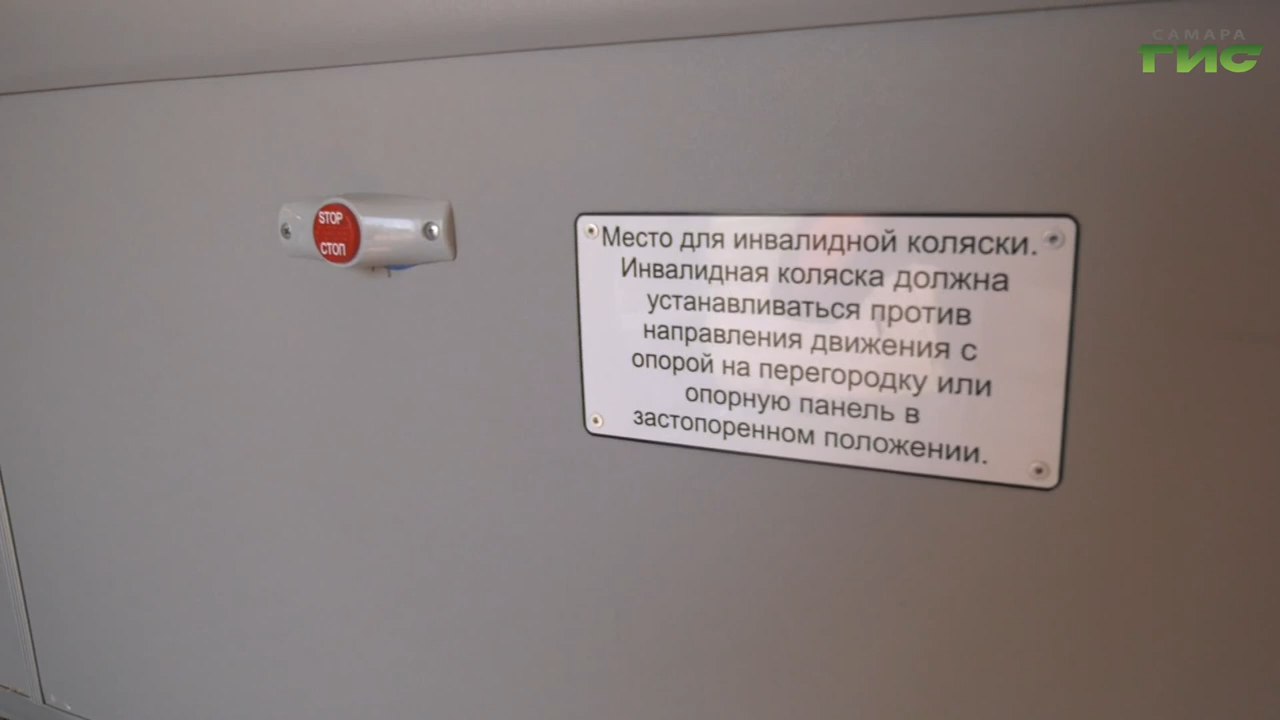 САМАРА
ГИС
STOP
СТОП
Место для инвалидной коляски.
Инвалидная коляска должна
устанавливаться против
направления движения с
опорой на перегородку или
опорную панель в
застопоренном положении.